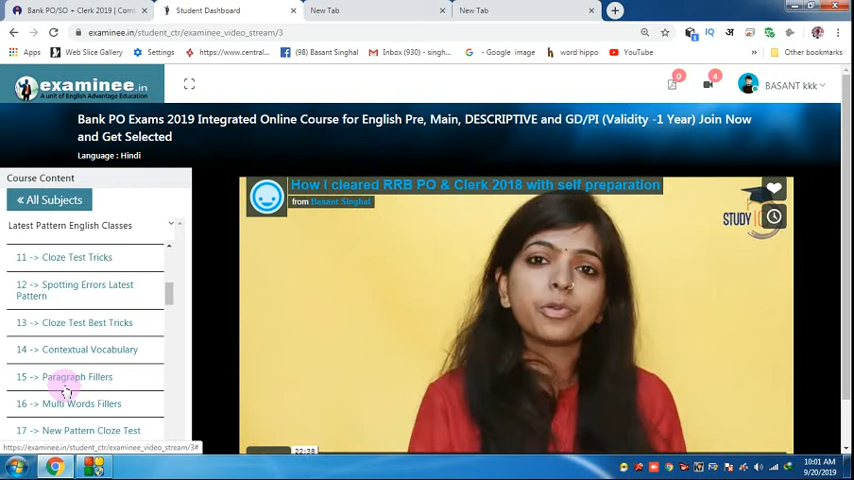 Bank PO/SO + Clerk 2019 | Com
Student Dashboard
New Tab
New Tab
examinee.in/student_ctr/examinee_video_stream/3
Apps
Web Slice Gallery
Settings
https://www.central...
(98) Basant Singhal
Inbox (930) - singh...
- Google image
word hippo
YouTube
Other bookmarks
examinee.in
A unit of English Advantage Education
0
4
BASANT kkk
Bank PO Exams 2019 Integrated Online Course for English Pre, Main, DESCRIPTIVE and GD/PI (Validity -1 Year) Join Now
and Get Selected
Language : Hindi
Course Content
« All Subjects
Latest Pattern English Classes
11 -> Cloze Test Tricks
12 -> Spotting Errors Latest
Pattern
13 -> Cloze Test Best Tricks
14 -> Contextual Vocabulary
15 -> Paragraph Fillers
16 -> Multi Words Fillers
17 -> New Pattern Cloze Test
How I cleared RRB PO & Clerk 2018 with self preparation
from Basant Singhal
STUDY
22:38
https://examinee.in/student_ctr/examinee_video_stream/3#
10:01 AM
9/20/2019